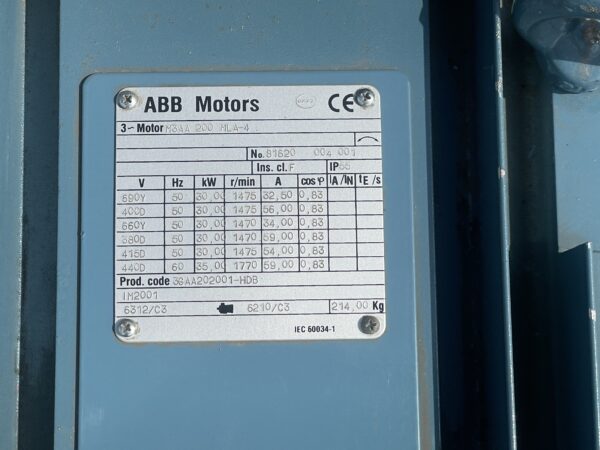 ABB Motors CE
3~ Motor M3AA 200 MLA-4
No. 81620 004 001
Ins. cl. F IP 55
V Hz kW r/min A cos φ IA/IN tE/s
690Y 50 30,00 1475 32,50 0,83
400D 50 30,00 1475 56,00 0,83
660Y 50 30,00 1470 34,00 0,83
380D 50 30,00 1470 59,00 0,83
415D 50 30,00 1475 54,00 0,83
440D 60 35,00 1770 59,00 0,83
Prod. code 3GAA202001-HDB
IM2001
6312/C3 6210/C3 214,00 Kg
IEC 60034-1